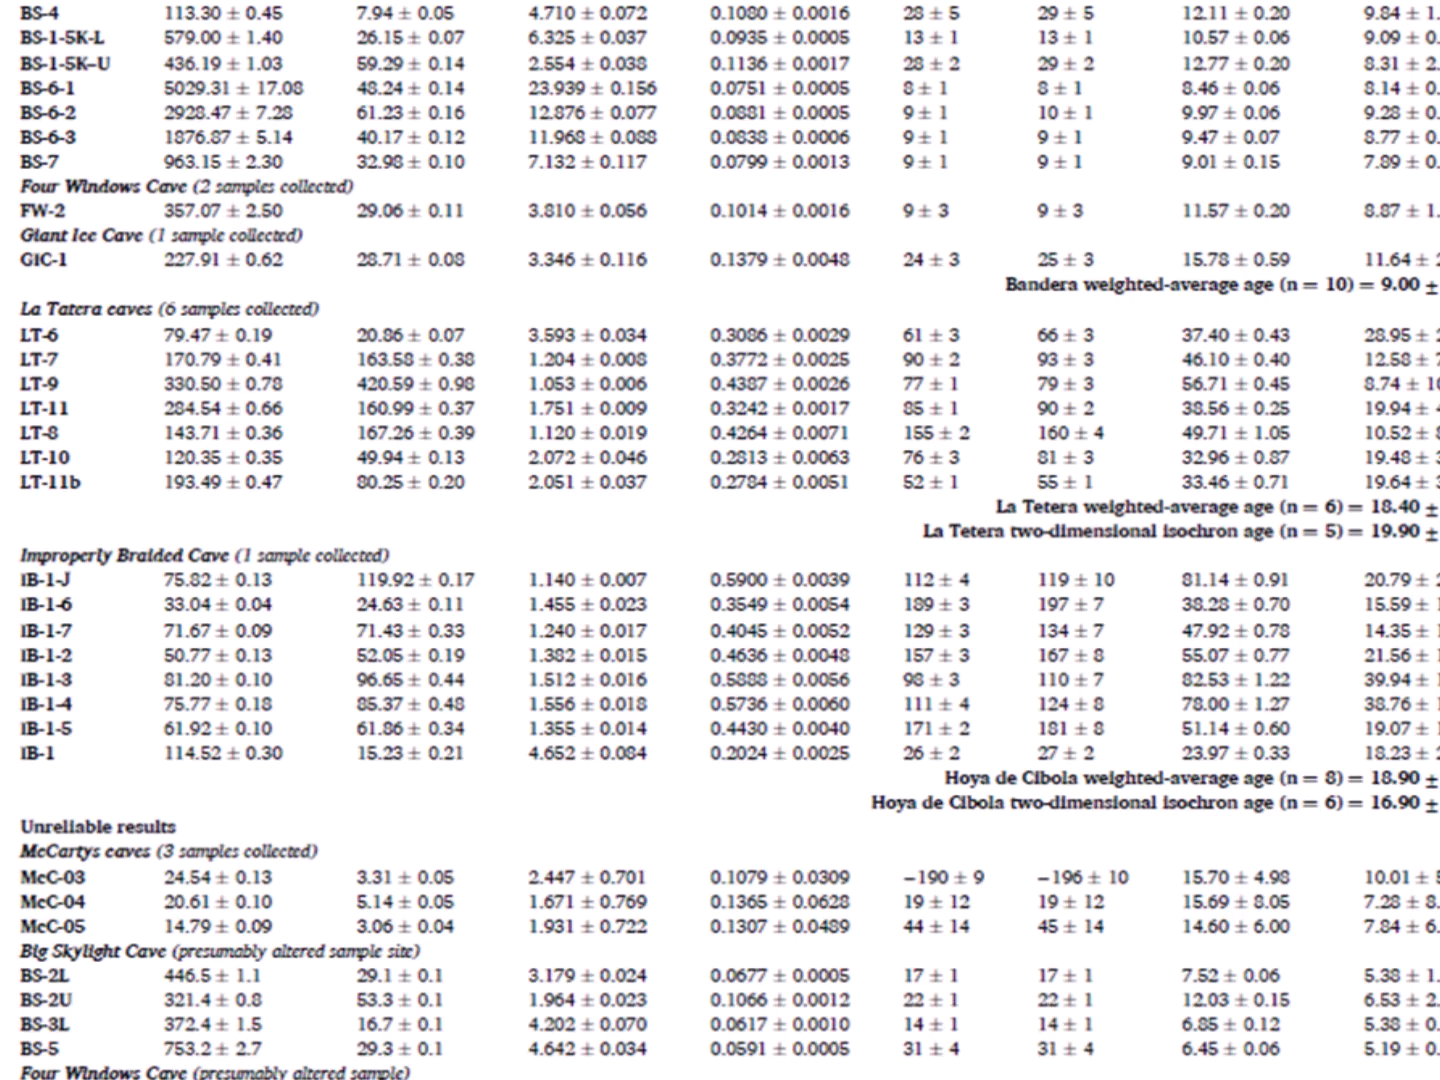 BS-4 113.30 ± 0.45 7.94 ± 0.05 4.710 ± 0.072 0.1080 ± 0.0016 28 ± 5 29 ± 5 12.11 ± 0.20 9.84 ± 1.
BS-1-5K-L 579.00 ± 1.40 26.15 ± 0.07 6.325 ± 0.037 0.0935 ± 0.0005 13 ± 1 13 ± 1 10.57 ± 0.06 9.09 ± 0.
BS-1-5K–U 436.19 ± 1.03 59.29 ± 0.14 2.554 ± 0.038 0.1136 ± 0.0017 28 ± 2 29 ± 2 12.77 ± 0.20 8.31 ± 2.
BS-6-1 5029.31 ± 17.08 48.24 ± 0.14 23.939 ± 0.156 0.0751 ± 0.0005 8 ± 1 8 ± 1 8.46 ± 0.06 8.14 ± 0.
BS-6-2 2928.47 ± 7.28 61.23 ± 0.16 12.876 ± 0.077 0.0881 ± 0.0005 9 ± 1 10 ± 1 9.97 ± 0.06 9.28 ± 0.
BS-6-3 1876.87 ± 5.14 40.17 ± 0.12 11.968 ± 0.088 0.0838 ± 0.0006 9 ± 1 9 ± 1 9.47 ± 0.07 8.77 ± 0.
BS-7 963.15 ± 2.30 32.98 ± 0.10 7.132 ± 0.117 0.0799 ± 0.0013 9 ± 1 9 ± 1 9.01 ± 0.15 7.89 ± 0.
Four Windows Cave (2 samples collected)
FW-2 357.07 ± 2.50 29.06 ± 0.11 3.810 ± 0.056 0.1014 ± 0.0016 9 ± 3 9 ± 3 11.57 ± 0.20 8.87 ± 1.
Giant Ice Cave (1 sample collected)
GIC-1 227.91 ± 0.62 28.71 ± 0.08 3.346 ± 0.116 0.1379 ± 0.0048 24 ± 3 25 ± 3 15.78 ± 0.59 11.64 ± 2
Bandera weighted-average age (n = 10) = 9.00 ±
La Tatera caves (6 samples collected)
LT-6 79.47 ± 0.19 20.86 ± 0.07 3.593 ± 0.034 0.3086 ± 0.0029 61 ± 3 66 ± 3 37.40 ± 0.43 28.95 ± 2
LT-7 170.79 ± 0.41 163.58 ± 0.38 1.204 ± 0.008 0.3772 ± 0.0025 90 ± 2 93 ± 3 46.10 ± 0.40 12.58 ± 7
LT-9 330.50 ± 0.78 420.59 ± 0.98 1.053 ± 0.006 0.4387 ± 0.0026 77 ± 1 79 ± 3 56.71 ± 0.45 8.74 ± 10
LT-11 284.54 ± 0.66 160.99 ± 0.37 1.751 ± 0.009 0.3242 ± 0.0017 85 ± 1 90 ± 2 38.56 ± 0.25 19.94 ± 4
LT-8 143.71 ± 0.36 167.26 ± 0.39 1.120 ± 0.019 0.4264 ± 0.0071 155 ± 2 160 ± 4 49.71 ± 1.05 10.52 ± 8
LT-10 120.35 ± 0.35 49.94 ± 0.13 2.072 ± 0.046 0.2813 ± 0.0063 76 ± 3 81 ± 3 32.96 ± 0.87 19.48 ± 3
LT-11b 193.49 ± 0.47 80.25 ± 0.20 2.051 ± 0.037 0.2784 ± 0.0051 52 ± 1 55 ± 1 33.46 ± 0.71 19.64 ± 3
La Tetera weighted-average age (n = 6) = 18.40 ±
La Tetera two-dimensional isochron age (n = 5) = 19.90 ±
Improperly Braided Cave (1 sample collected)
IB-1-J 75.82 ± 0.13 119.92 ± 0.17 1.140 ± 0.007 0.5900 ± 0.0039 112 ± 4 119 ± 10 81.14 ± 0.91 20.79 ± 2
IB-1-6 33.04 ± 0.04 24.63 ± 0.11 1.455 ± 0.023 0.3549 ± 0.0054 189 ± 3 197 ± 7 38.28 ± 0.70 15.59 ± 1
IB-1-7 71.67 ± 0.09 71.43 ± 0.33 1.240 ± 0.017 0.4045 ± 0.0052 129 ± 3 134 ± 7 47.92 ± 0.78 14.35 ± 1
IB-1-2 50.77 ± 0.13 52.05 ± 0.19 1.382 ± 0.015 0.4636 ± 0.0048 157 ± 3 167 ± 8 55.07 ± 0.77 21.56 ± 1
IB-1-3 81.20 ± 0.10 96.65 ± 0.44 1.512 ± 0.016 0.5888 ± 0.0056 98 ± 3 110 ± 7 82.53 ± 1.22 39.94 ± 1
IB-1-4 75.77 ± 0.18 85.37 ± 0.48 1.556 ± 0.018 0.5736 ± 0.0060 111 ± 4 124 ± 8 78.00 ± 1.27 38.76 ± 1
IB-1-5 61.92 ± 0.10 61.86 ± 0.34 1.355 ± 0.014 0.4430 ± 0.0040 171 ± 2 181 ± 8 51.14 ± 0.60 19.07 ± 1
IB-1 114.52 ± 0.30 15.23 ± 0.21 4.652 ± 0.084 0.2024 ± 0.0025 26 ± 2 27 ± 2 23.97 ± 0.33 18.23 ± 2
Hoya de Cibola weighted-average age (n = 8) = 18.90 ±
Hoya de Cibola two-dimensional isochron age (n = 6) = 16.90 ±
Unreliable results
McCartys caves (3 samples collected)
McC-03 24.54 ± 0.13 3.31 ± 0.05 2.447 ± 0.701 0.1079 ± 0.0309 −190 ± 9 −196 ± 10 15.70 ± 4.98 10.01 ± 5
McC-04 20.61 ± 0.10 5.14 ± 0.05 1.671 ± 0.769 0.1365 ± 0.0628 19 ± 12 19 ± 12 15.69 ± 8.05 7.28 ± 8.
McC-05 14.79 ± 0.09 3.06 ± 0.04 1.931 ± 0.722 0.1307 ± 0.0489 44 ± 14 45 ± 14 14.60 ± 6.00 7.84 ± 6.
Big Skylight Cave (presumably altered sample site)
BS-2L 446.5 ± 1.1 29.1 ± 0.1 3.179 ± 0.024 0.0677 ± 0.0005 17 ± 1 17 ± 1 7.52 ± 0.06 5.38 ± 1.
BS-2U 321.4 ± 0.8 53.3 ± 0.1 1.964 ± 0.023 0.1066 ± 0.0012 22 ± 1 22 ± 1 12.03 ± 0.15 6.53 ± 2.
BS-3L 372.4 ± 1.5 16.7 ± 0.1 4.202 ± 0.070 0.0617 ± 0.0010 14 ± 1 14 ± 1 6.85 ± 0.12 5.38 ± 0.
BS-5 753.2 ± 2.7 29.3 ± 0.1 4.642 ± 0.034 0.0591 ± 0.0005 31 ± 4 31 ± 4 6.45 ± 0.06 5.19 ± 0.
Four Windows Cave (presumably altered sample)